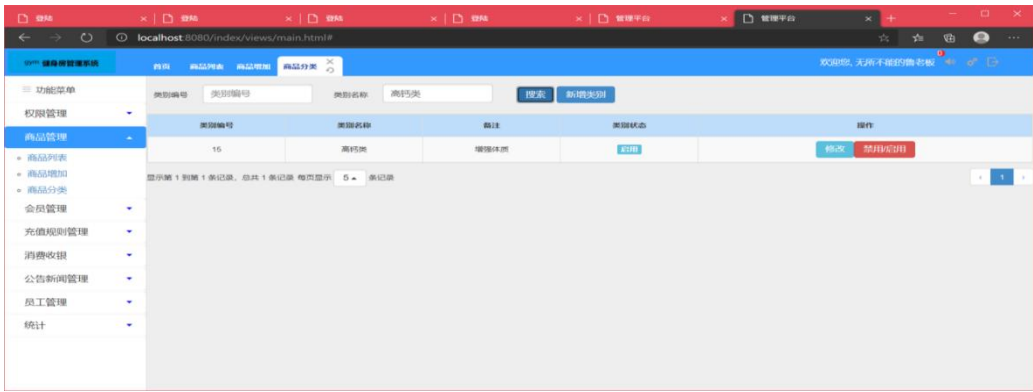 登陆 登陆 登陆 登陆 管理平台 管理平台
localhost:8080/index/views/main.html#
健身房管理系统 首页 商品列表 商品增加 商品分类 欢迎您, 无所不能的鲁老板 0
功能菜单
类别编号 类别编号 类别名称 高钙类 搜索 新增类别
权限管理
商品管理
商品列表
商品增加
商品分类
会员管理
充值规则管理
消费收银
公告新闻管理
员工管理
统计
类别编号 类别名称 备注 类别状态 操作
16 高钙类 增强体质 启用 修改 禁用/启用
显示第 1 到第 1 条记录, 总共 1 条记录 每页显示 5 条记录
‹ 1 ›